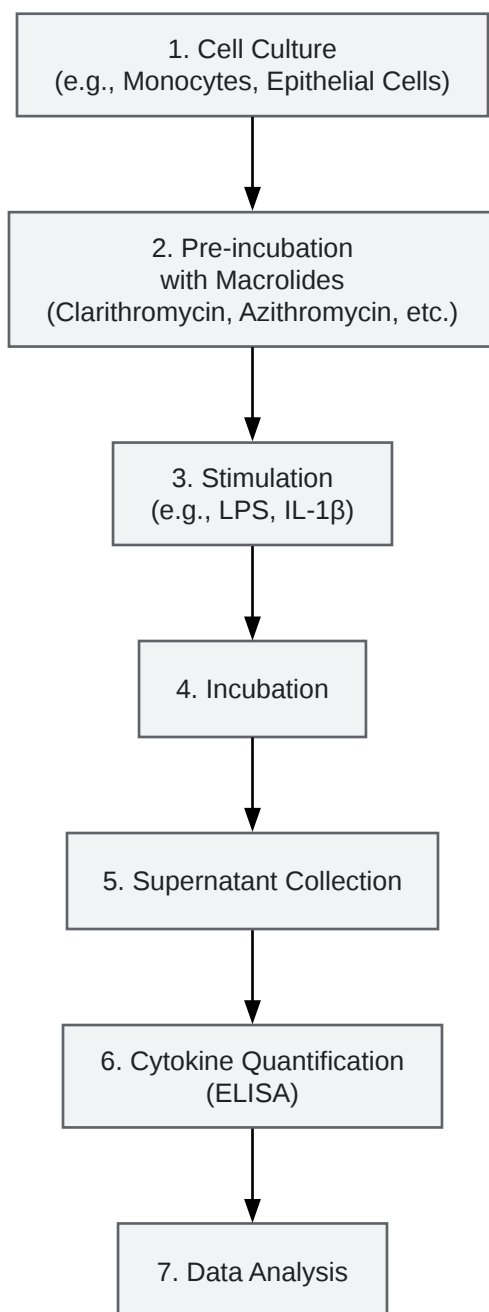 1. Cell Culture
(e.g., Monocytes, Epithelial Cells)
2. Pre-incubation
with Macrolides
(Clarithromycin, Azithromycin, etc.)
3. Stimulation
(e.g., LPS, IL-1β)
4. Incubation
5. Supernatant Collection
6. Cytokine Quantification
(ELISA)
7. Data Analysis